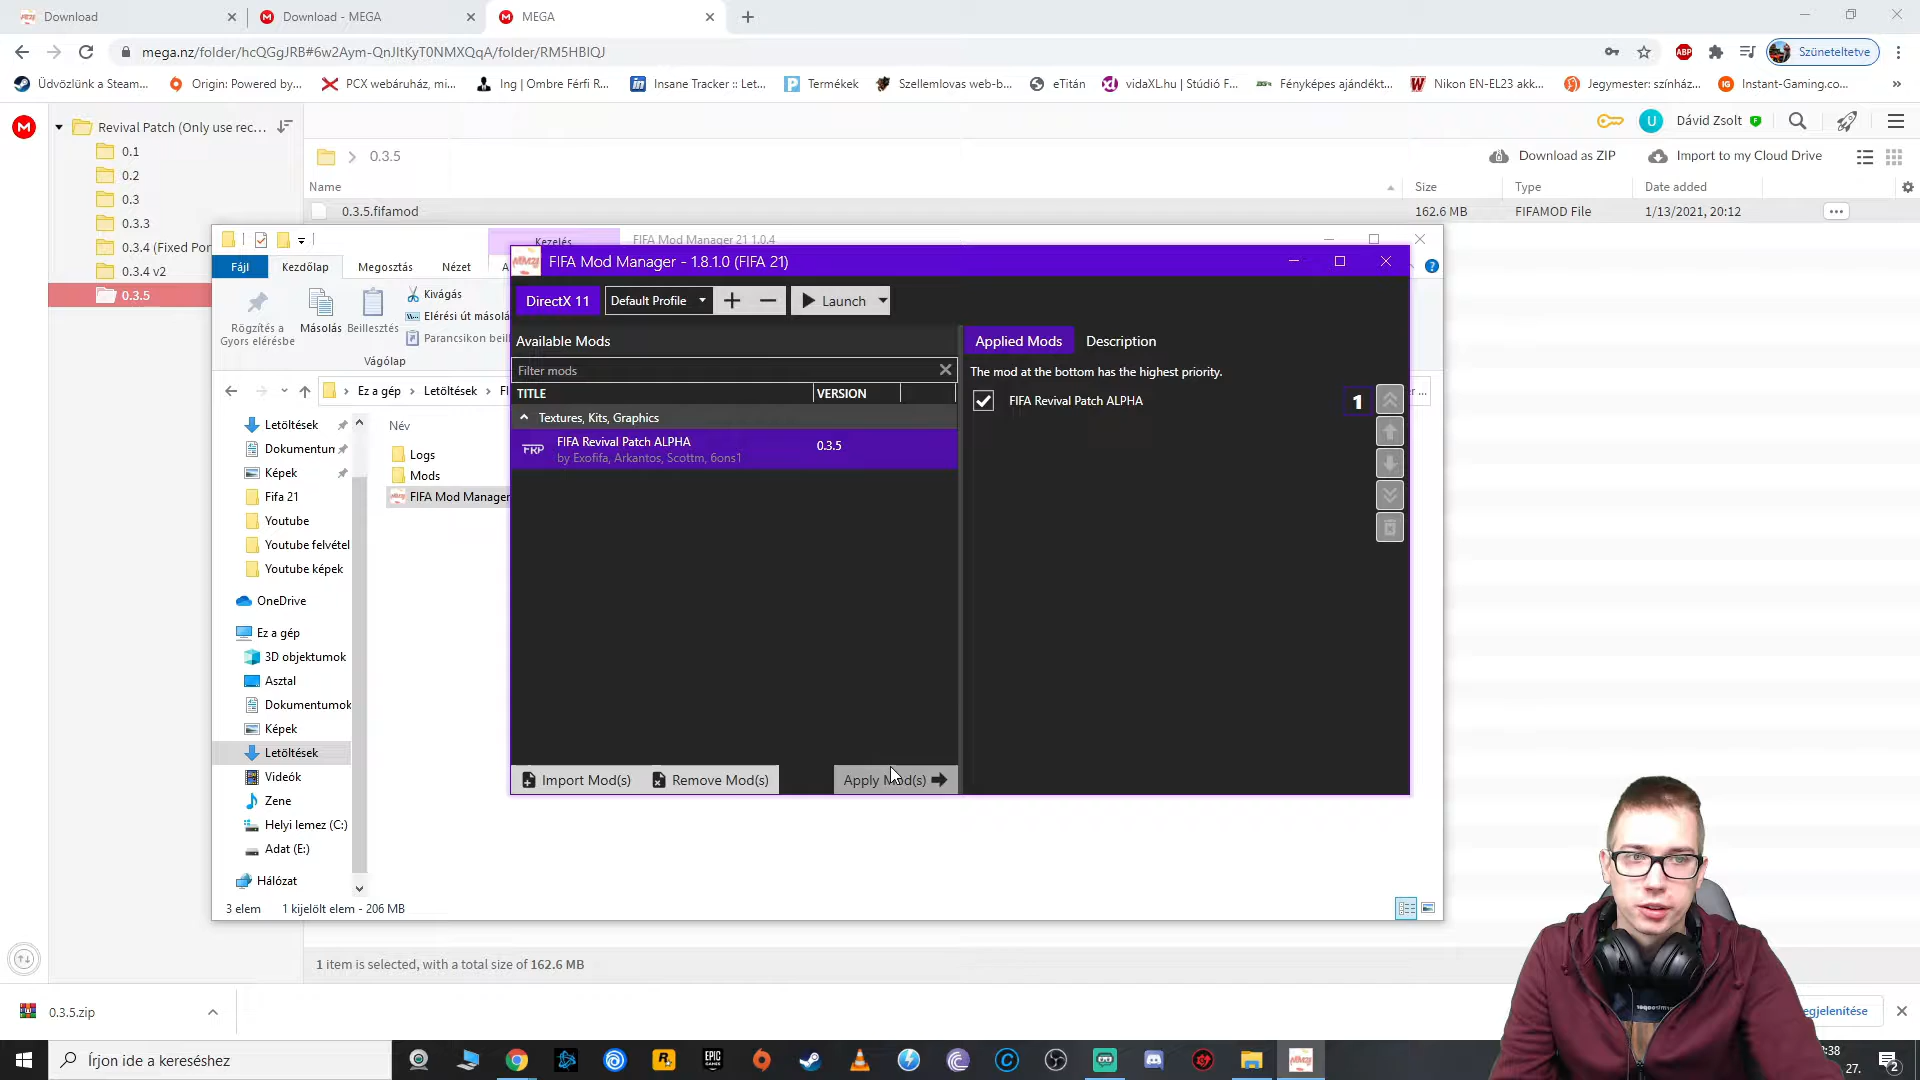 Download
Download - MEGA
MEGA
mega.nz/folder/hcQGgJRB#6w2Aym-QnJltKyT0NMXQqA/folder/RM5HBIQJ
ABP
Szüneteltetve
Üdvözlünk a Steam...
Origin: Powered by...
PCX webáruház, mi...
Ing | Ombre Férfi R...
Insane Tracker :: Let...
Termékek
Szellemlovas web-b...
eTitán
vidaXL.hu | Stúdió F...
Fényképes ajándékt...
Nikon EN-EL23 akk...
Jegymester: színház...
Instant-Gaming.co...
Revival Patch (Only use rec...
U
Dávid Zsolt
0.1
0.2
0.3
0.3.3
0.3.4 (Fixed Por
0.3.4 v2
0.3.5
0.3.5
Download as ZIP
Import to my Cloud Drive
Name
Size
Type
Date added
0.3.5.fifamod
162.6 MB
FIFAMOD File
1/13/2021, 20:12
Kezelés
FIFA Mod Manager 21 1.0.4
Fájl
Kezdőlap
Megosztás
Nézet
Rögzítés a
Gyors elérésbe
Másolás
Beillesztés
Kivágás
Elérési út másolá
Parancsikon beill
Vágólap
Ez a gép
Letöltések
FI
Letöltések
Dokumentum
Képek
Fifa 21
Youtube
Youtube felvétel
Youtube képek
OneDrive
Ez a gép
3D objektumok
Asztal
Dokumentumok
Képek
Letöltések
Videók
Zene
Helyi lemez (C:)
Adat (E:)
Hálózat
Név
Logs
Mods
FIFA Mod Manager
3 elem
1 kijelölt elem - 206 MB
FIFA Mod Manager - 1.8.1.0 (FIFA 21)
DirectX 11
Default Profile
Launch
Available Mods
Filter mods
TITLE
VERSION
Textures, Kits, Graphics
FRP
FIFA Revival Patch ALPHA
by Exofifa, Arkantos, Scottm, 6ons1
0.3.5
Import Mod(s)
Remove Mod(s)
Apply Mod(s)
Applied Mods
Description
The mod at the bottom has the highest priority.
FIFA Revival Patch ALPHA
1
1 item is selected, with a total size of 162.6 MB
0.3.5.zip
egjelenítése
Írjon ide a kereséshez
EPIC
:38
27.
2